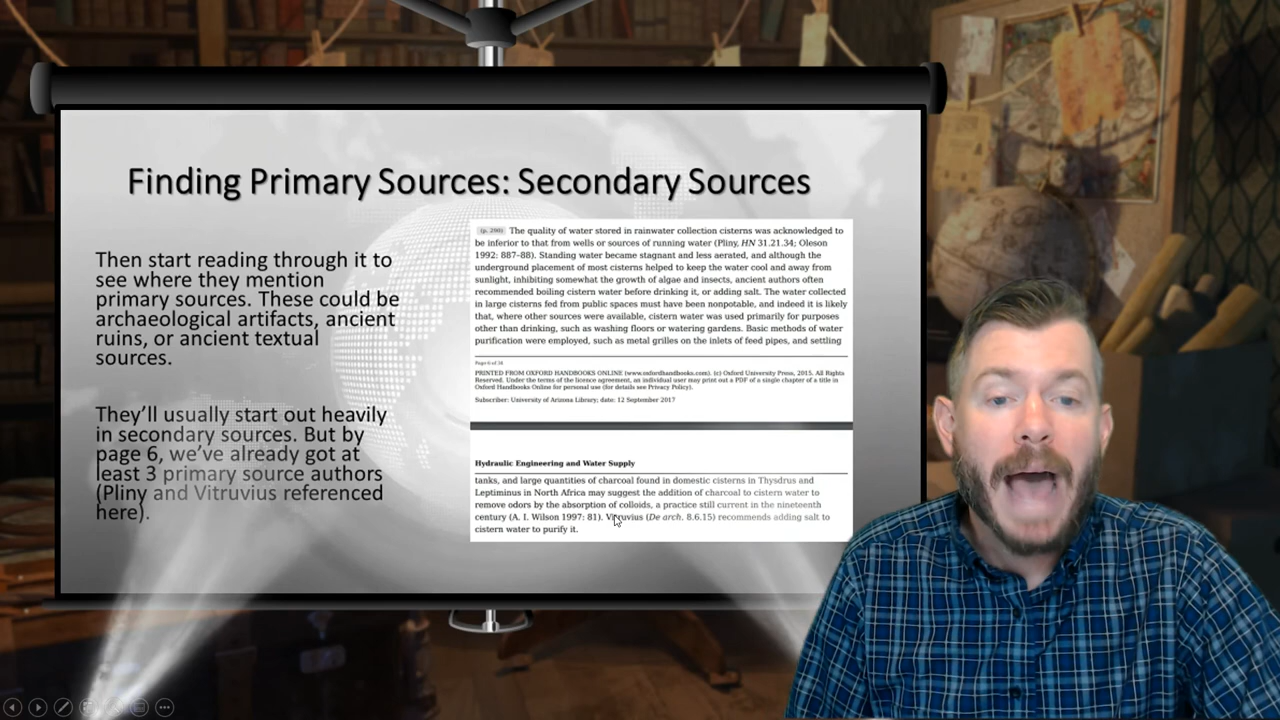 Finding Primary Sources: Secondary Sources
Then start reading through it to
see where they mention
primary sources. These could be
archaeological artifacts, ancient
ruins, or ancient textual
sources.
They’ll usually start out heavily
in secondary sources. But by
page 6, we’ve already got at
least 3 primary source authors
(Pliny and Vitruvius referenced
here).
(p. 290) The quality of water stored in rainwater collection cisterns was acknowledged to
be inferior to that from wells or sources of running water (Pliny, HN 31.21.34; Oleson
1992: 887–88). Standing water became stagnant and less aerated, and although the
underground placement of most cisterns helped to keep the water cool and away from
sunlight, inhibiting somewhat the growth of algae and insects, ancient authors often
recommended boiling cistern water before drinking it, or adding salt. The water collected
in large cisterns fed from public spaces must have been nonpotable, and indeed it is likely
that, where other sources were available, cistern water was used primarily for purposes
other than drinking, such as washing floors or watering gardens. Basic methods of water
purification were employed, such as metal grilles on the inlets of feed pipes, and settling
Page 6 of 34
PRINTED FROM OXFORD HANDBOOKS ONLINE (www.oxfordhandbooks.com). (c) Oxford University Press, 2015. All Rights
Reserved. Under the terms of the licence agreement, an individual user may print out a PDF of a single chapter of a title in
Oxford Handbooks Online for personal use (for details see Privacy Policy).
Subscriber: University of Arizona Library; date: 12 September 2017
Hydraulic Engineering and Water Supply
tanks, and large quantities of charcoal found in domestic cisterns in Thysdrus and
Leptiminus in North Africa may suggest the addition of charcoal to cistern water to
remove odors by the absorption of colloids, a practice still current in the nineteenth
century (A. I. Wilson 1997: 81). Vitruvius (De arch. 8.6.15) recommends adding salt to
cistern water to purify it.